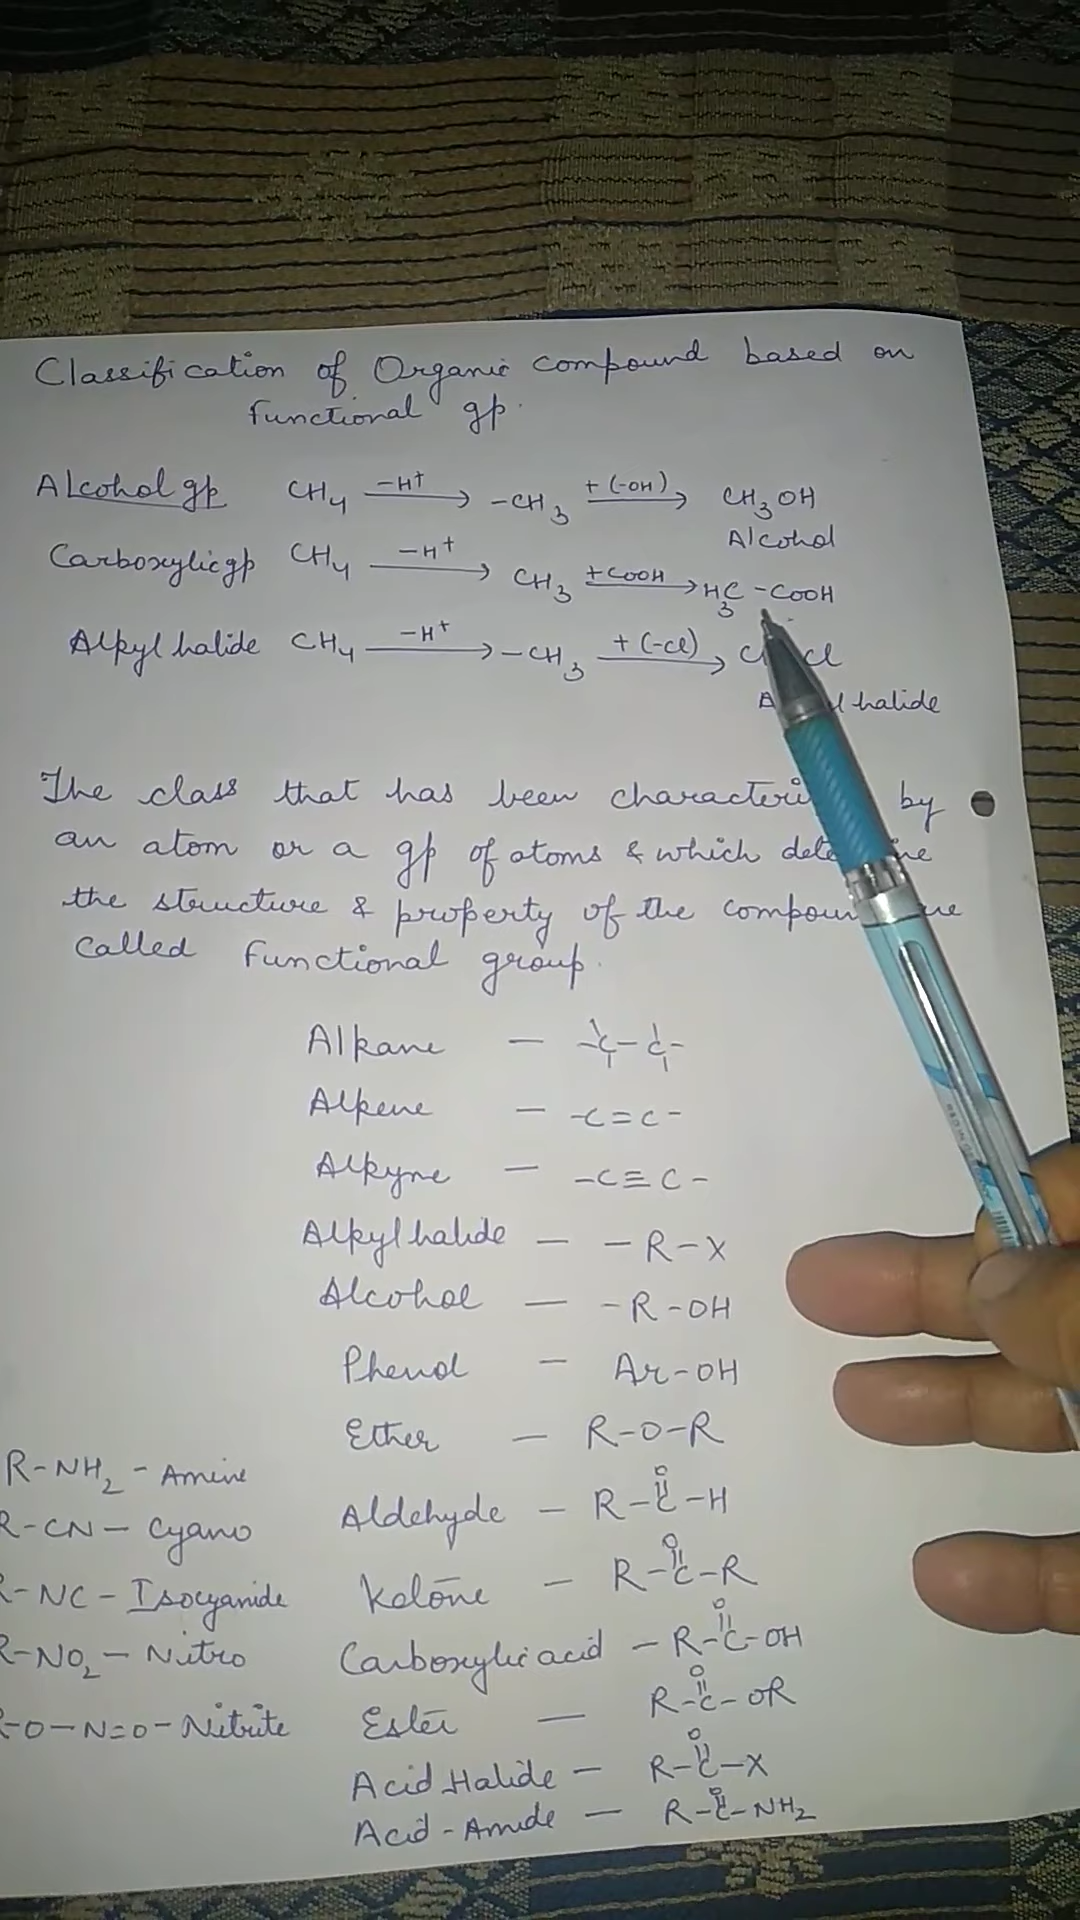 Classification of Organic compound based on
functional gp.
Alcohol gp CH4 -H+ → -CH3 +(-OH) → CH3OH
Alcohol
Carboxylic gp CH4 -H+ → CH3 +COOH → H3C-COOH
Alkyl halide CH4 -H+ → -CH3 +(-Cl) →
halide
The class that has been by
an atom or a gp of atoms & which
the structure & property of the
called functional group.
Alkane — -C-C-
Alkene — -C=C-
Alkyne — -C≡C-
Alkyl halide — -R-X
Alcohol — -R-OH
Phenol — Ar-OH
Ether — R-O-R
R-NH2 - Amine
Aldehyde — R-C(=O)-H
R-CN - Cyano
Ketone — R-C(=O)-R
R-NC - Isocyanide
Carboxylic acid — R-C(=O)-OH
R-NO2 - Nitro
Ester — R-C(=O)-OR
R-O-N=O - Nitrite
Acid Halide — R-C(=O)-X
Acid-Amide — R-C(=O)-NH2